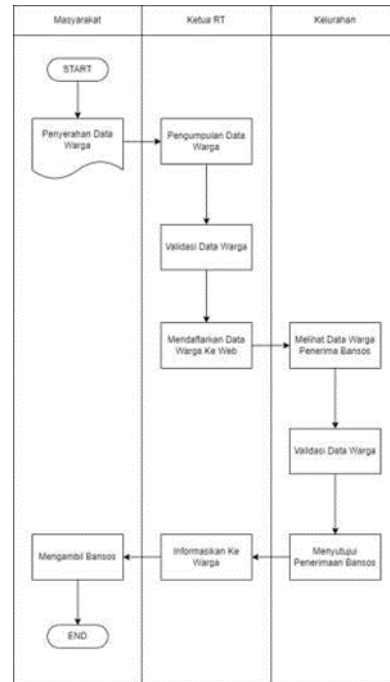 Masyarakat
Ketua RT
Kelurahan
START
Penyerahan Data
Warga
Pengumpulan Data
Warga
Validasi Data Warga
Mendaftarkan Data
Warga Ke Web
Melihat Data Warga
Penerima Bansos
Validasi Data Warga
Menyutujui
Penerimaan Bansos
Informasikan Ke
Warga
Mengambil Bansos
END